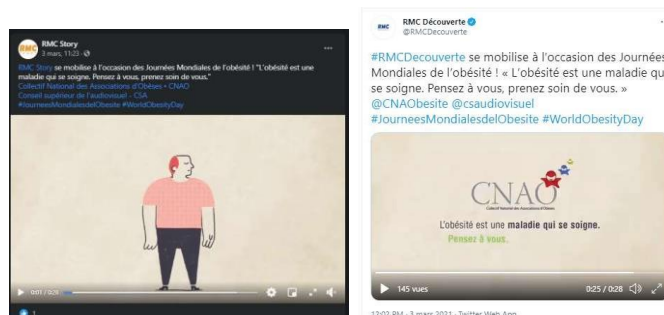 RMC
RMC Story
3 mars, 11:23 ·
RMC Story se mobilise à l'occasion des Journées Mondiales de l'obésité ! "L'obésité est une
maladie qui se soigne. Pensez à vous, prenez soin de vous."
Collectif National des Associations d'Obèses • CNAO
Conseil supérieur de l'audiovisuel - CSA
#JourneesMondialesdelObesite #WorldObesityDay
0:01 / 0:28
1
RMC
RMC Découverte
@RMCDecouverte
#RMCDecouverte se mobilise à l'occasion des Journées
Mondiales de l'obésité ! « L'obésité est une maladie qu
se soigne. Pensez à vous, prenez soin de vous. »
@CNAObesite @csaudiovisuel
#JourneesMondialesdelObesite #WorldObesityDay
CNAO
Collectif National des Associations d'Obèses
L'obésité est une maladie qui se soigne.
Pensez à vous.
145 vues
0:25 / 0:28
12:02 PM · 3 mars 2021 · Twitter Web App